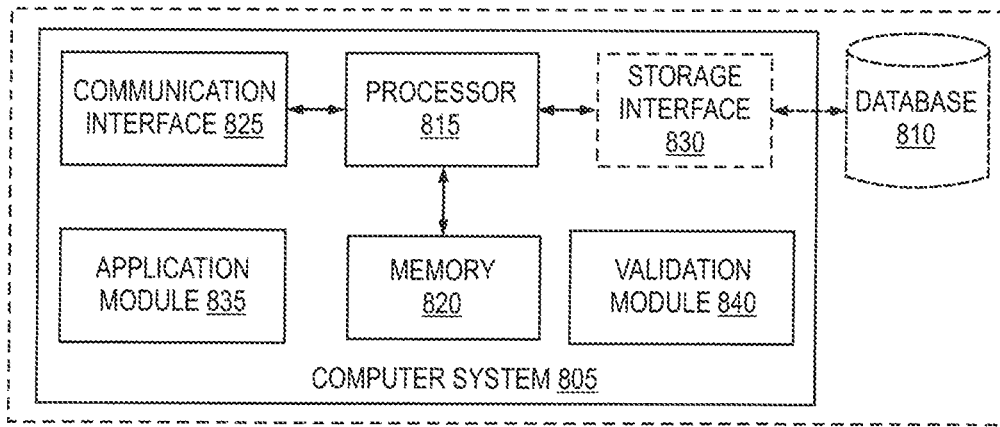 COMMUNICATION
INTERFACE 825
PROCESSOR
815
STORAGE
INTERFACE
830
DATABASE
810
APPLICATION
MODULE 835
MEMORY
820
VALIDATION
MODULE 840
COMPUTER SYSTEM 805